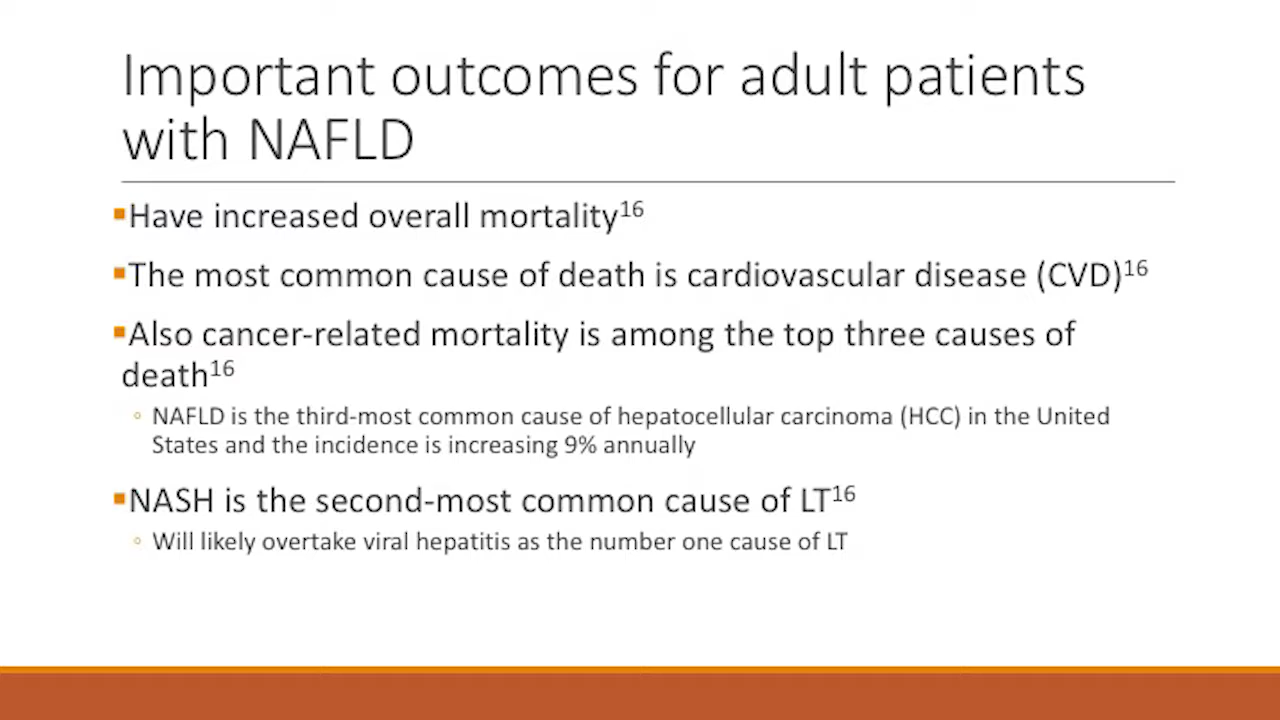 Important outcomes for adult patients
with NAFLD
▪Have increased overall mortality¹⁶
▪The most common cause of death is cardiovascular disease (CVD)¹⁶
▪Also cancer-related mortality is among the top three causes of
death¹⁶
◦ NAFLD is the third-most common cause of hepatocellular carcinoma (HCC) in the United
States and the incidence is increasing 9% annually
▪NASH is the second-most common cause of LT¹⁶
◦ Will likely overtake viral hepatitis as the number one cause of LT